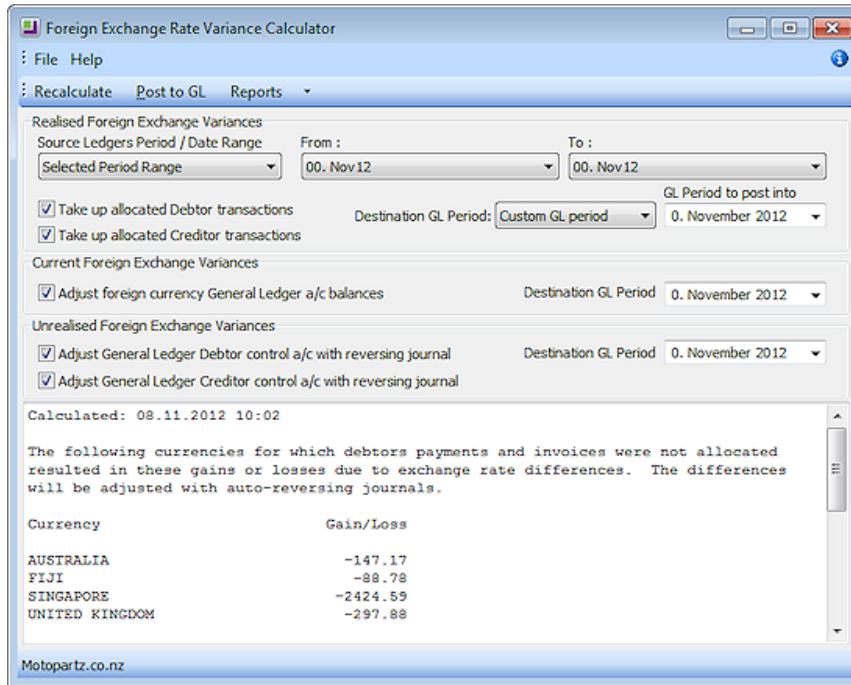 Foreign Exchange Rate Variance Calculator
File Help
Recalculate Post to GL Reports
Realised Foreign Exchange Variances
Source Ledgers Period / Date Range From : To :
Selected Period Range 00. Nov12 00. Nov12
GL Period to post into
Take up allocated Debtor transactions
Destination GL Period: Custom GL period 0. November 2012
Take up allocated Creditor transactions
Current Foreign Exchange Variances
Adjust foreign currency General Ledger a/c balances Destination GL Period 0. November 2012
Unrealised Foreign Exchange Variances
Adjust General Ledger Debtor control a/c with reversing journal Destination GL Period 0. November 2012
Adjust General Ledger Creditor control a/c with reversing journal
Calculated: 08.11.2012 10:02
The following currencies for which debtors payments and invoices were not allocated
resulted in these gains or losses due to exchange rate differences. The differences
will be adjusted with auto-reversing journals.
Currency Gain/Loss
AUSTRALIA -147.17
FIJI -88.78
SINGAPORE -2424.59
UNITED KINGDOM -297.88
Motopartz.co.nz